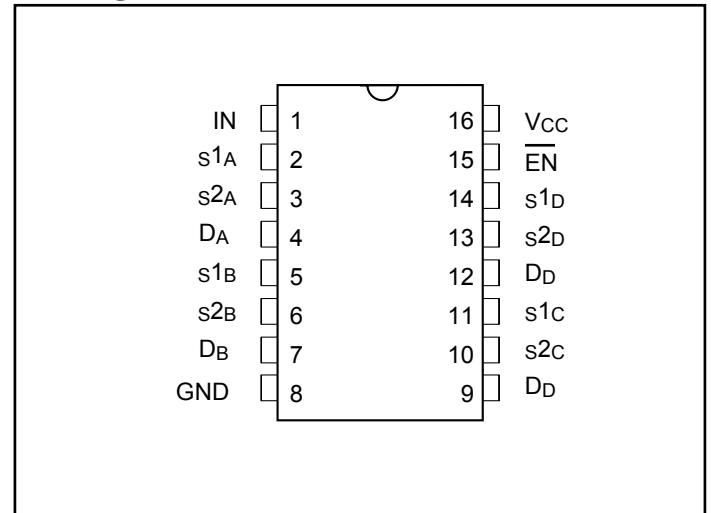 IN 1 16 VCC
S1A 2 15 EN
S2A 3 14 S1D
DA 4 13 S2D
S1B 5 12 DD
S2B 6 11 S1C
DB 7 10 S2C
GND 8 9 DD